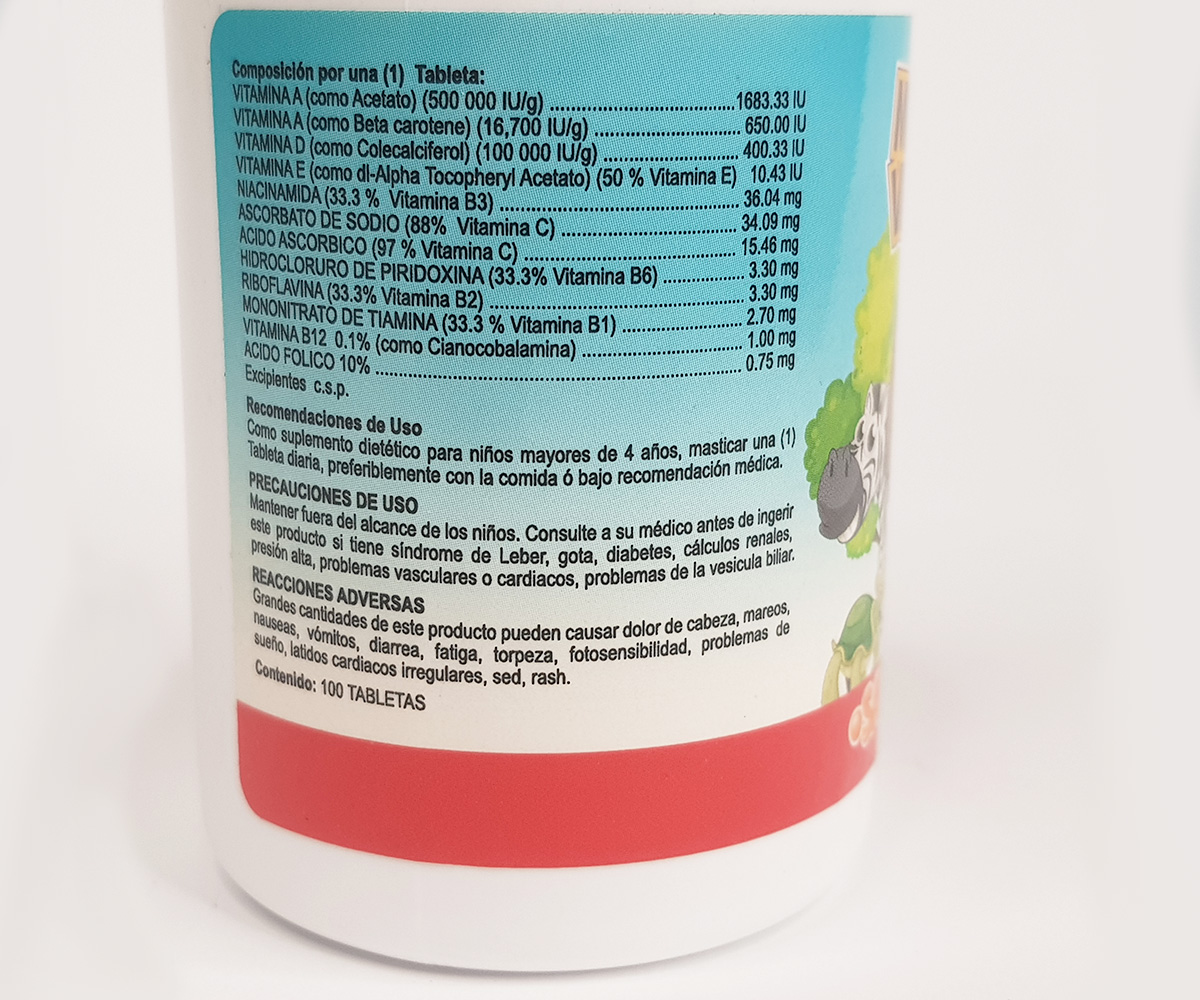 Composición por una (1) Tableta:
VITAMINA A (como Acetato) (500 000 IU/g) ........................................ 1683.33 IU
VITAMINA A (como Beta carotene) (16,700 IU/g) ................................ 650.00 IU
VITAMINA D (como Colecalciferol) (100 000 IU/g) .............................. 400.33 IU
VITAMINA E (como dl-Alpha Tocopheryl Acetato) (50 % Vitamina E) 10.43 IU
NIACINAMIDA (33.3 % Vitamina B3) .................................................... 36.04 mg
ASCORBATO DE SODIO (88% Vitamina C) ...................................... 34.09 mg
ACIDO ASCORBICO (97 % Vitamina C) .............................................. 15.46 mg
HIDROCLORURO DE PIRIDOXINA (33.3% Vitamina B6) ................. 3.30 mg
RIBOFLAVINA (33.3% Vitamina B2) ...................................................... 3.30 mg
MONONITRATO DE TIAMINA (33.3 % Vitamina B1) .......................... 2.70 mg
VITAMINA B12 0.1% (como Cianocobalamina) ................................... 1.00 mg
ACIDO FOLICO 10% ............................................................................... 0.75 mg
Excipientes c.s.p.
Recomendaciones de Uso
Como suplemento dietético para niños mayores de 4 años, masticar una (1)
Tableta diaria, preferiblemente con la comida ó bajo recomendación médica.
PRECAUCIONES DE USO
Mantener fuera del alcance de los niños. Consulte a su médico antes de ingerir
este producto si tiene síndrome de Leber, gota, diabetes, cálculos renales,
presión alta, problemas vasculares o cardiacos, problemas de la vesicula biliar.
REACCIONES ADVERSAS
Grandes cantidades de este producto pueden causar dolor de cabeza, mareos,
nauseas, vómitos, diarrea, fatiga, torpeza, fotosensibilidad, problemas de
sueño, latidos cardiacos irregulares, sed, rash.
Contenido: 100 TABLETAS